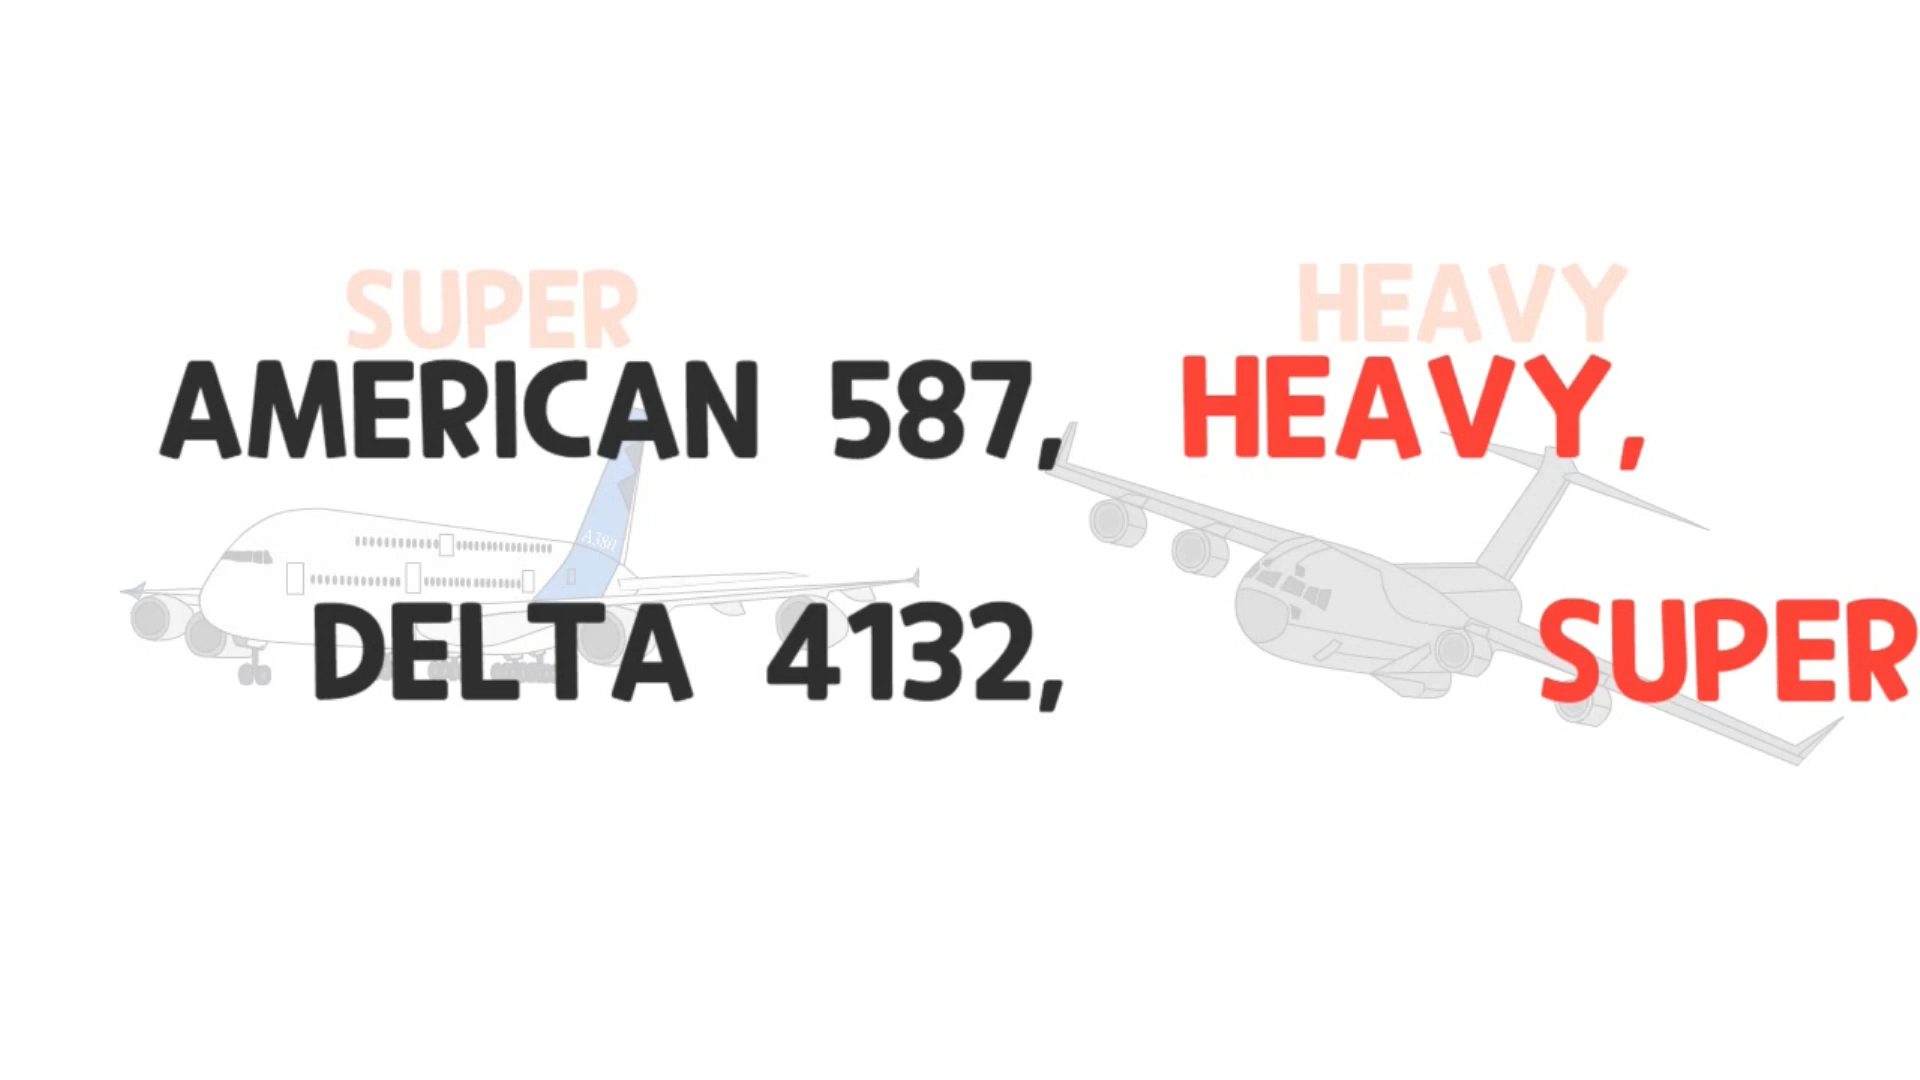 SUPER HEAVY
AMERICAN 587, HEAVY,
A380
DELTA 4132, SUPER